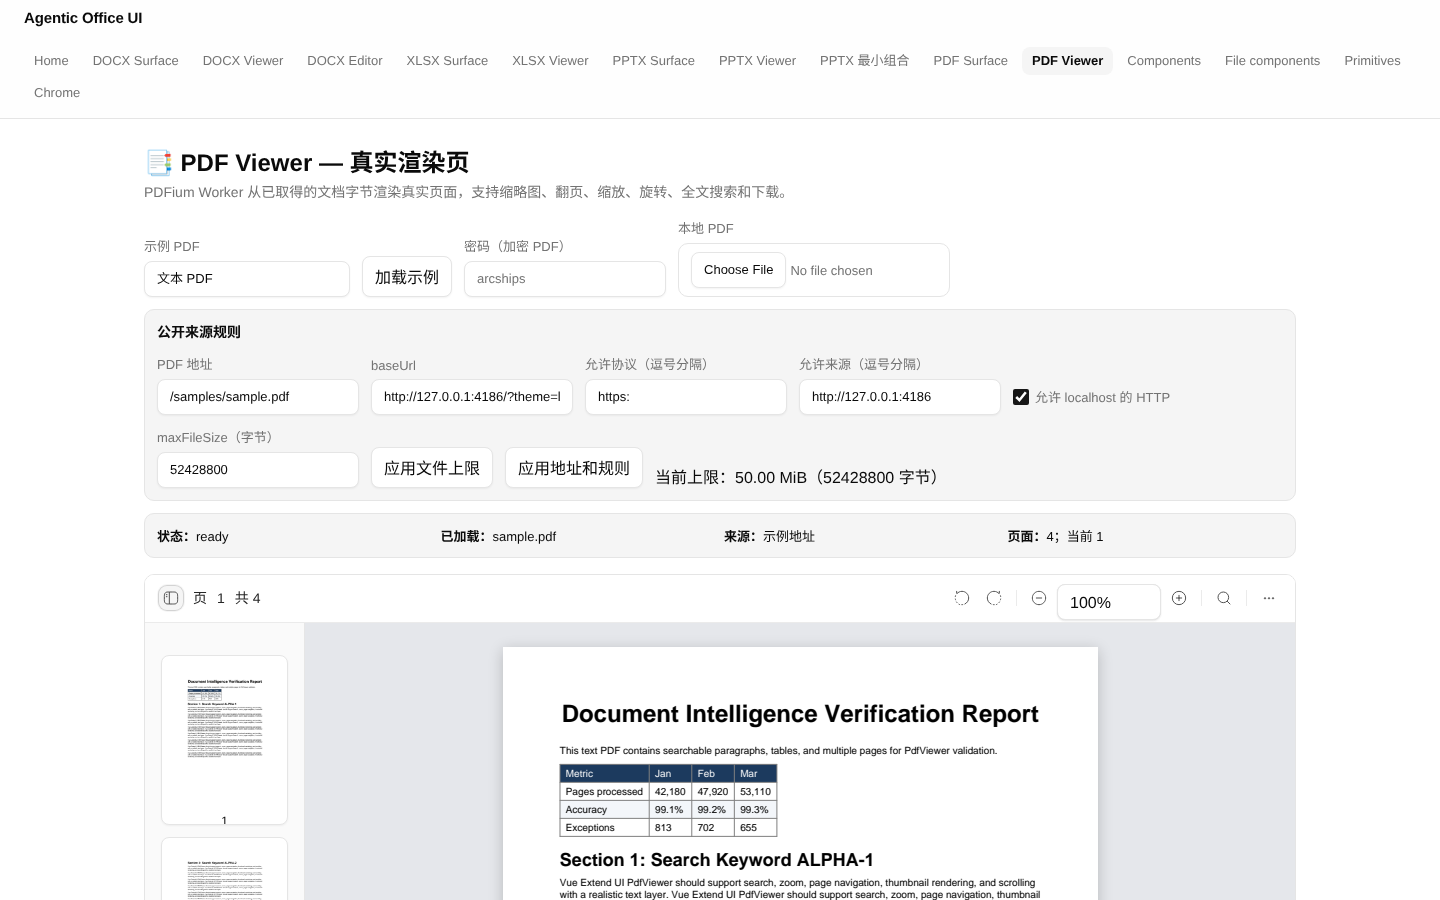 Agentic Office UI
Home DOCX Surface DOCX Viewer DOCX Editor XLSX Surface XLSX Viewer PPTX Surface PPTX Viewer PPTX 最小组合 PDF Surface PDF Viewer Components File components Primitives
Chrome
PDF Viewer — 真实渲染页
PDFium Worker 从已取得的文档字节渲染真实页面，支持缩略图、翻页、缩放、旋转、全文搜索和下载。
示例 PDF 密码（加密 PDF） 本地 PDF
文本 PDF 加载示例 arcships Choose File No file chosen
公开来源规则
PDF 地址 baseUrl 允许协议（逗号分隔） 允许来源（逗号分隔）
/samples/sample.pdf http://127.0.0.1:4186/?theme=l https: http://127.0.0.1:4186 允许 localhost 的 HTTP
maxFileSize（字节）
52428800 应用文件上限 应用地址和规则 当前上限：50.00 MiB（52428800 字节）
状态：ready 已加载：sample.pdf 来源：示例地址 页面：4；当前 1
页 1 共 4 100%
Document Intelligence Verification Report
This text PDF contains searchable paragraphs, tables, and multiple pages for PdfViewer validation.
Metric Jan Feb Mar
Pages processed 42,180 47,920 53,110
Accuracy 99.1% 99.2% 99.3%
Exceptions 813 702 655
Section 1: Search Keyword ALPHA-1
Vue Extend UI PdfViewer should support search, zoom, page navigation, thumbnail rendering, and scrolling
with a realistic text layer. Vue Extend UI PdfViewer should support search, zoom, page navigation, thumbnail
Document Intelligence Verification Report
Section 1: Search Keyword ALPHA-1
1